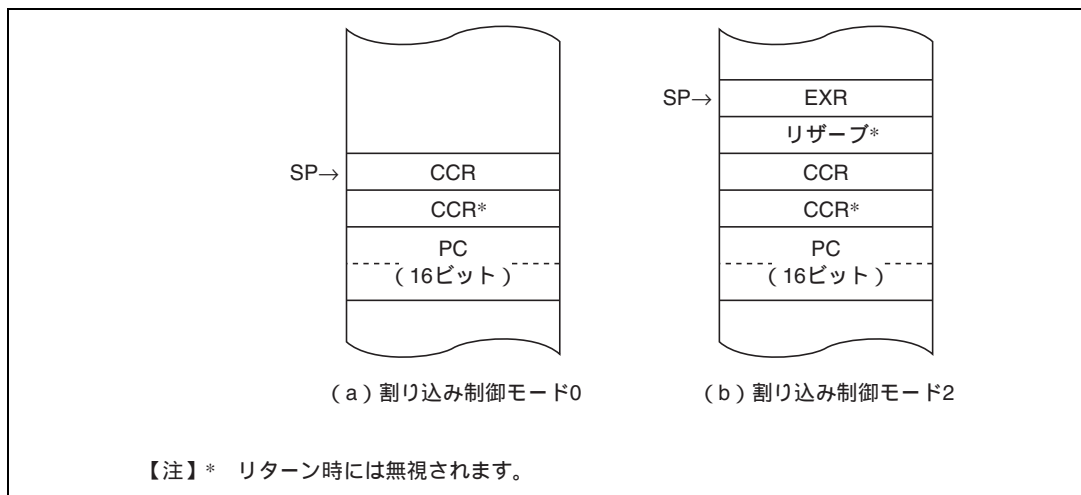 SP→
CCR
CCR*
PC
(16ビット)
(a)割り込み制御モード0
SP→
EXR
リザーブ*
CCR
CCR*
PC
(16ビット)
(b)割り込み制御モード2
【注】* リターン時には無視されます。